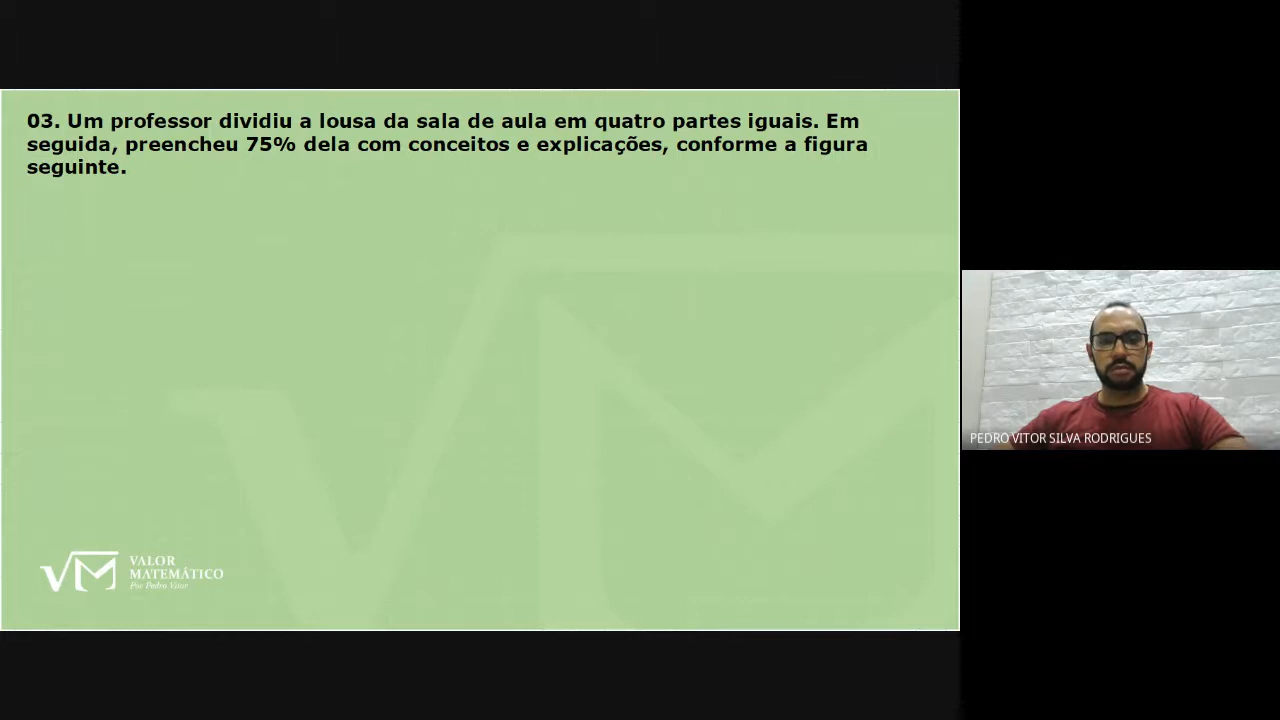 03. Um professor dividiu a lousa da sala de aula em quatro partes iguais. Em
seguida, preencheu 75% dela com conceitos e explicações, conforme a figura
seguinte.
PEDRO VITOR SILVA RODRIGUES
VALOR
MATEMÁTICO
Por Pedro Vitor